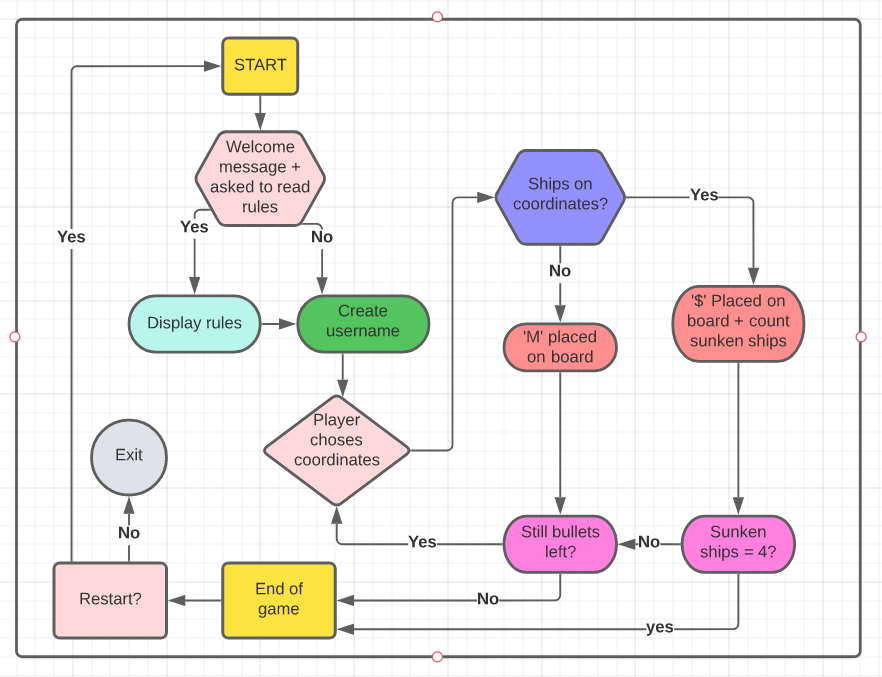 START
Welcome
message +
asked to read
rules
Yes
No
Yes
Display rules
Create
username
Ships on
coordinates?
Yes
No
'$' Placed on
board + count
sunken ships
'M' placed
on board
Player
choses
coordinates
Exit
No
Still bullets
left?
Sunken
ships = 4?
Yes
No
Restart?
End of
game
No
yes